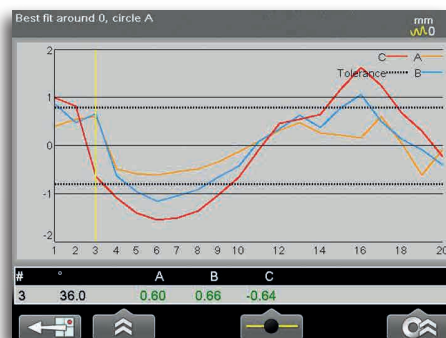 Best fit around 0, circle A
mm
0
2
C A
Tolerance B
1
0
-1
-2
1 2 3 4 5 6 7 8 9 10 12 14 16 18 20
# ° A B C
3 36.0 0.60 0.66 -0.64